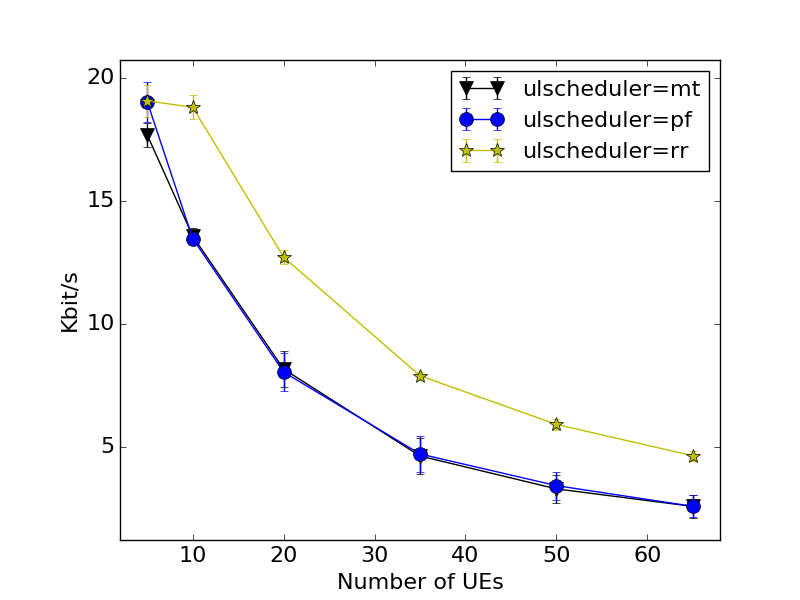 20
15
10
5
Kbit/s
ulscheduler=mt
ulscheduler=pf
ulscheduler=rr
10 20 30 40 50 60
Number of UEs